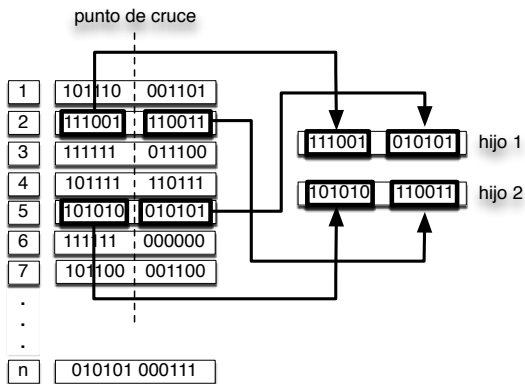 punto de cruce
1 101110 001101
2 111001 110011
3 111111 011100
4 101111 110111
5 101010 010101
6 111111 000000
7 101100 001100
.
.
.
n 010101 000111
111001 010101 hijo 1
101010 110011 hijo 2